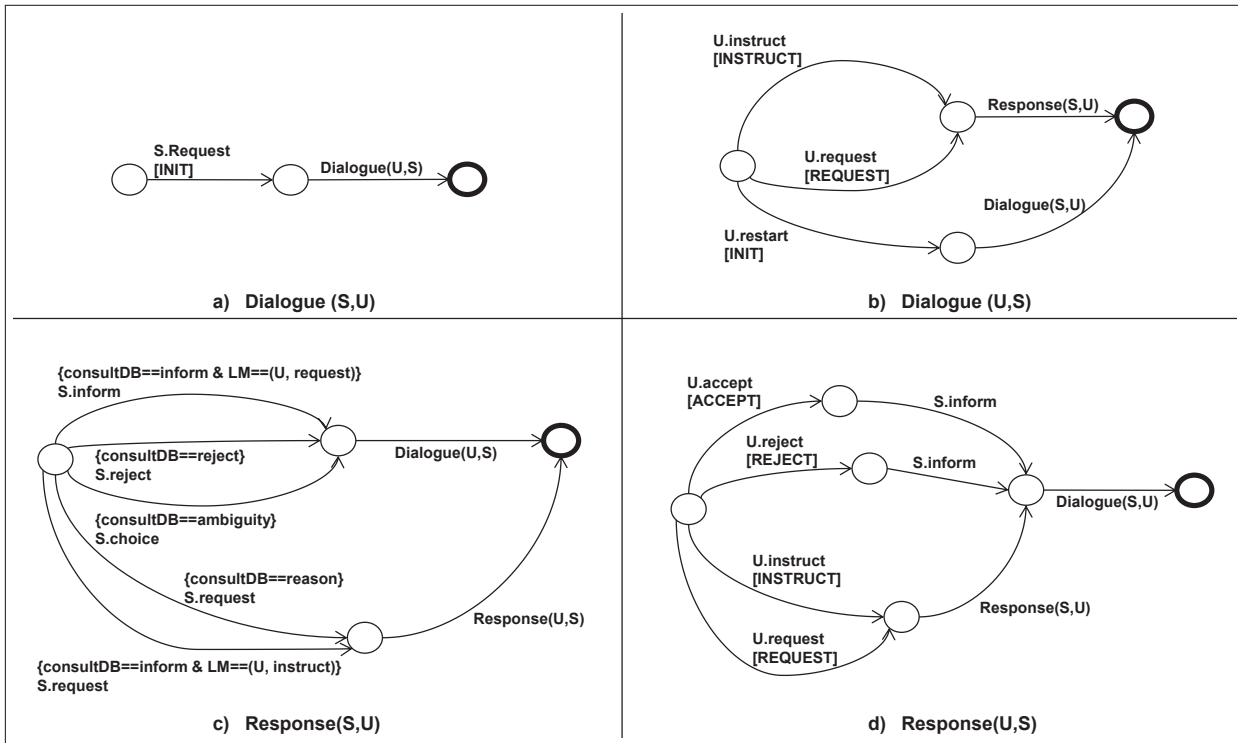 S.Request
[INIT]
Dialogue(U,S)
a) Dialogue (S,U)
U.instruct
[INSTRUCT]
Response(S,U)
U.request
[REQUEST]
Dialogue(S,U)
U.restart
[INIT]
b) Dialogue (U,S)
{consultDB==inform & LM==(U, request)}
S.inform
Dialogue(U,S)
{consultDB==reject}
S.reject
{consultDB==ambiguity}
S.choice
{consultDB==reason}
S.request
Response(U,S)
{consultDB==inform & LM==(U, instruct)}
S.request
c) Response(S,U)
U.accept
[ACCEPT]
S.inform
U.reject
[REJECT]
S.inform
Dialogue(S,U)
U.instruct
[INSTRUCT]
Response(S,U)
U.request
[REQUEST]
d) Response(U,S)